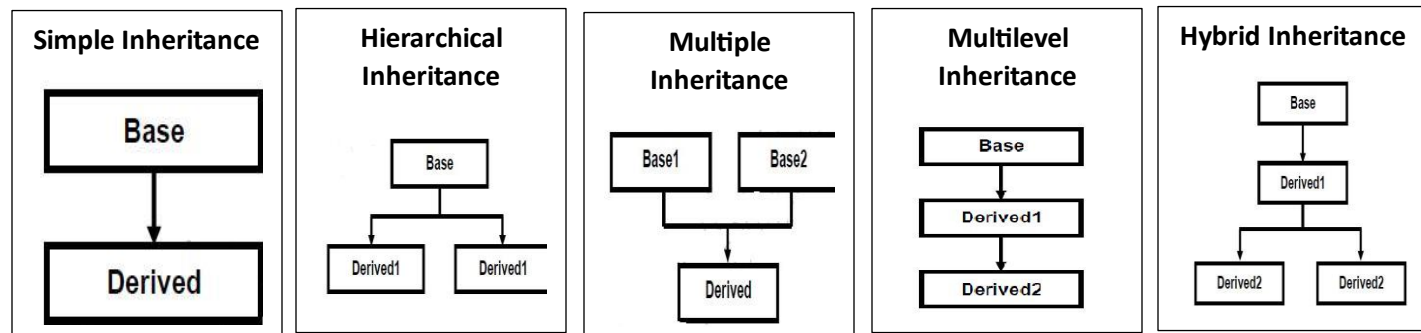 Simple Inheritance
Base
Derived
Hierarchical
Inheritance
Base
Derived1 Derived1
Multiple
Inheritance
Base1 Base2
Derived
Multilevel
Inheritance
Base
Derived1
Derived2
Hybrid Inheritance
Base
Derived1
Derived2 Derived2